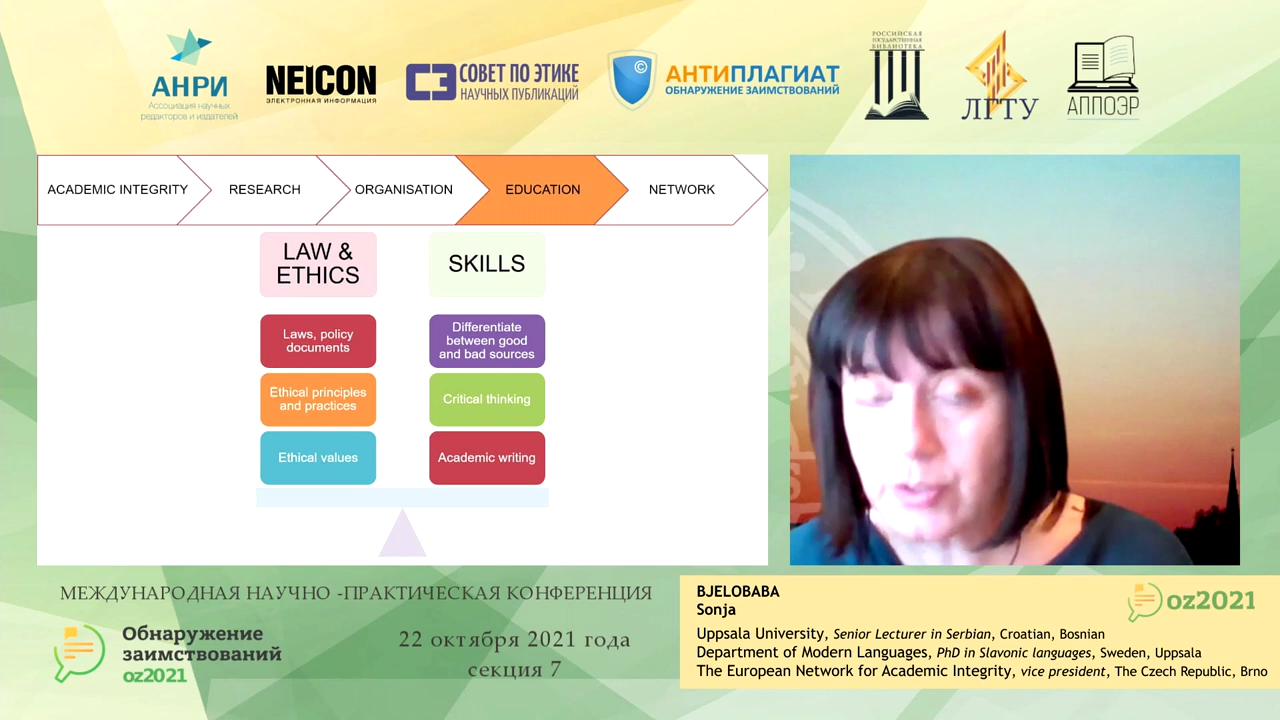 АНРИ
Ассоциация научных
редакторов и издателей
NEICON
ЭЛЕКТРОННАЯ ИНФОРМАЦИЯ
СЭ
СОВЕТ ПО ЭТИКЕ
НАУЧНЫХ ПУБЛИКАЦИЙ
©
АНТИПЛАГИАТ
ОБНАРУЖЕНИЕ ЗАИМСТВОВАНИЙ
РОССИЙСКАЯ
ГОСУДАРСТВЕННАЯ
БИБЛИОТЕКА
ЛГТУ
АППОЭР
ACADEMIC INTEGRITY
RESEARCH
ORGANISATION
EDUCATION
NETWORK
LAW &
ETHICS
SKILLS
Laws, policy
documents
Differentiate
between good
and bad sources
Ethical principles
and practices
Critical thinking
Ethical values
Academic writing
МЕЖДУНАРОДНАЯ НАУЧНО -ПРАКТИЧЕСКАЯ КОНФЕРЕНЦИЯ
Обнаружение
заимствований
oz2021
22 октября 2021 года
секция 7
BJELOBABA
Sonja
oz2021
Uppsala University, Senior Lecturer in Serbian, Croatian, Bosnian
Department of Modern Languages, PhD in Slavonic languages, Sweden, Uppsala
The European Network for Academic Integrity, vice president, The Czech Republic, Brno